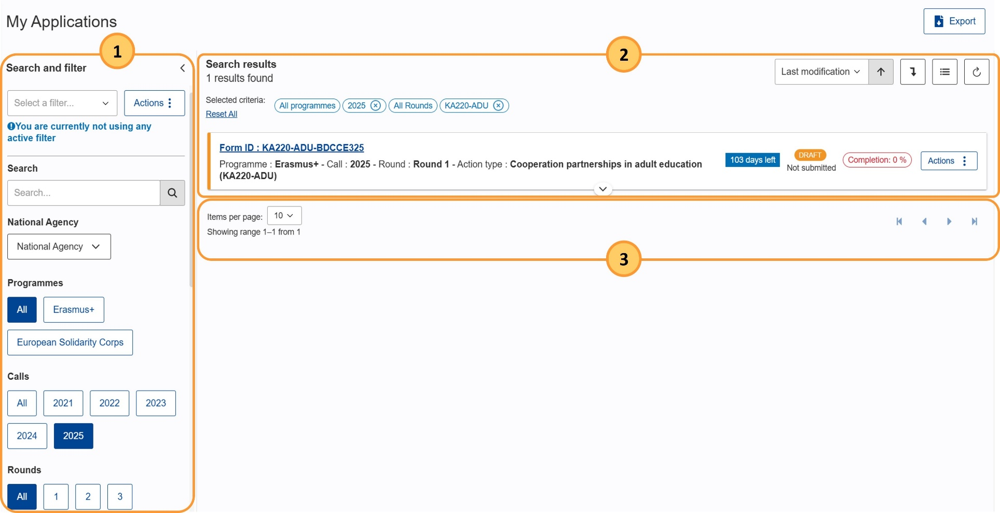 My Applications
Export
1
Search and filter
Select a filter...
Actions
You are currently not using any
active filter
Search
Search...
National Agency
National Agency
Programmes
All
Erasmus+
European Solidarity Corps
Calls
All
2021
2022
2023
2024
2025
Rounds
All
1
2
3
2
Search results
1 results found
Last modification
Selected criteria:
Reset All
All programmes
2025
All Rounds
KA220-ADU
Form ID : KA220-ADU-BDCCE325
Programme : Erasmus+ - Call : 2025 - Round : Round 1 - Action type : Cooperation partnerships in adult education
(KA220-ADU)
103 days left
DRAFT
Not submitted
Completion: 0 %
Actions
Items per page: 10
Showing range 1–1 from 1
3